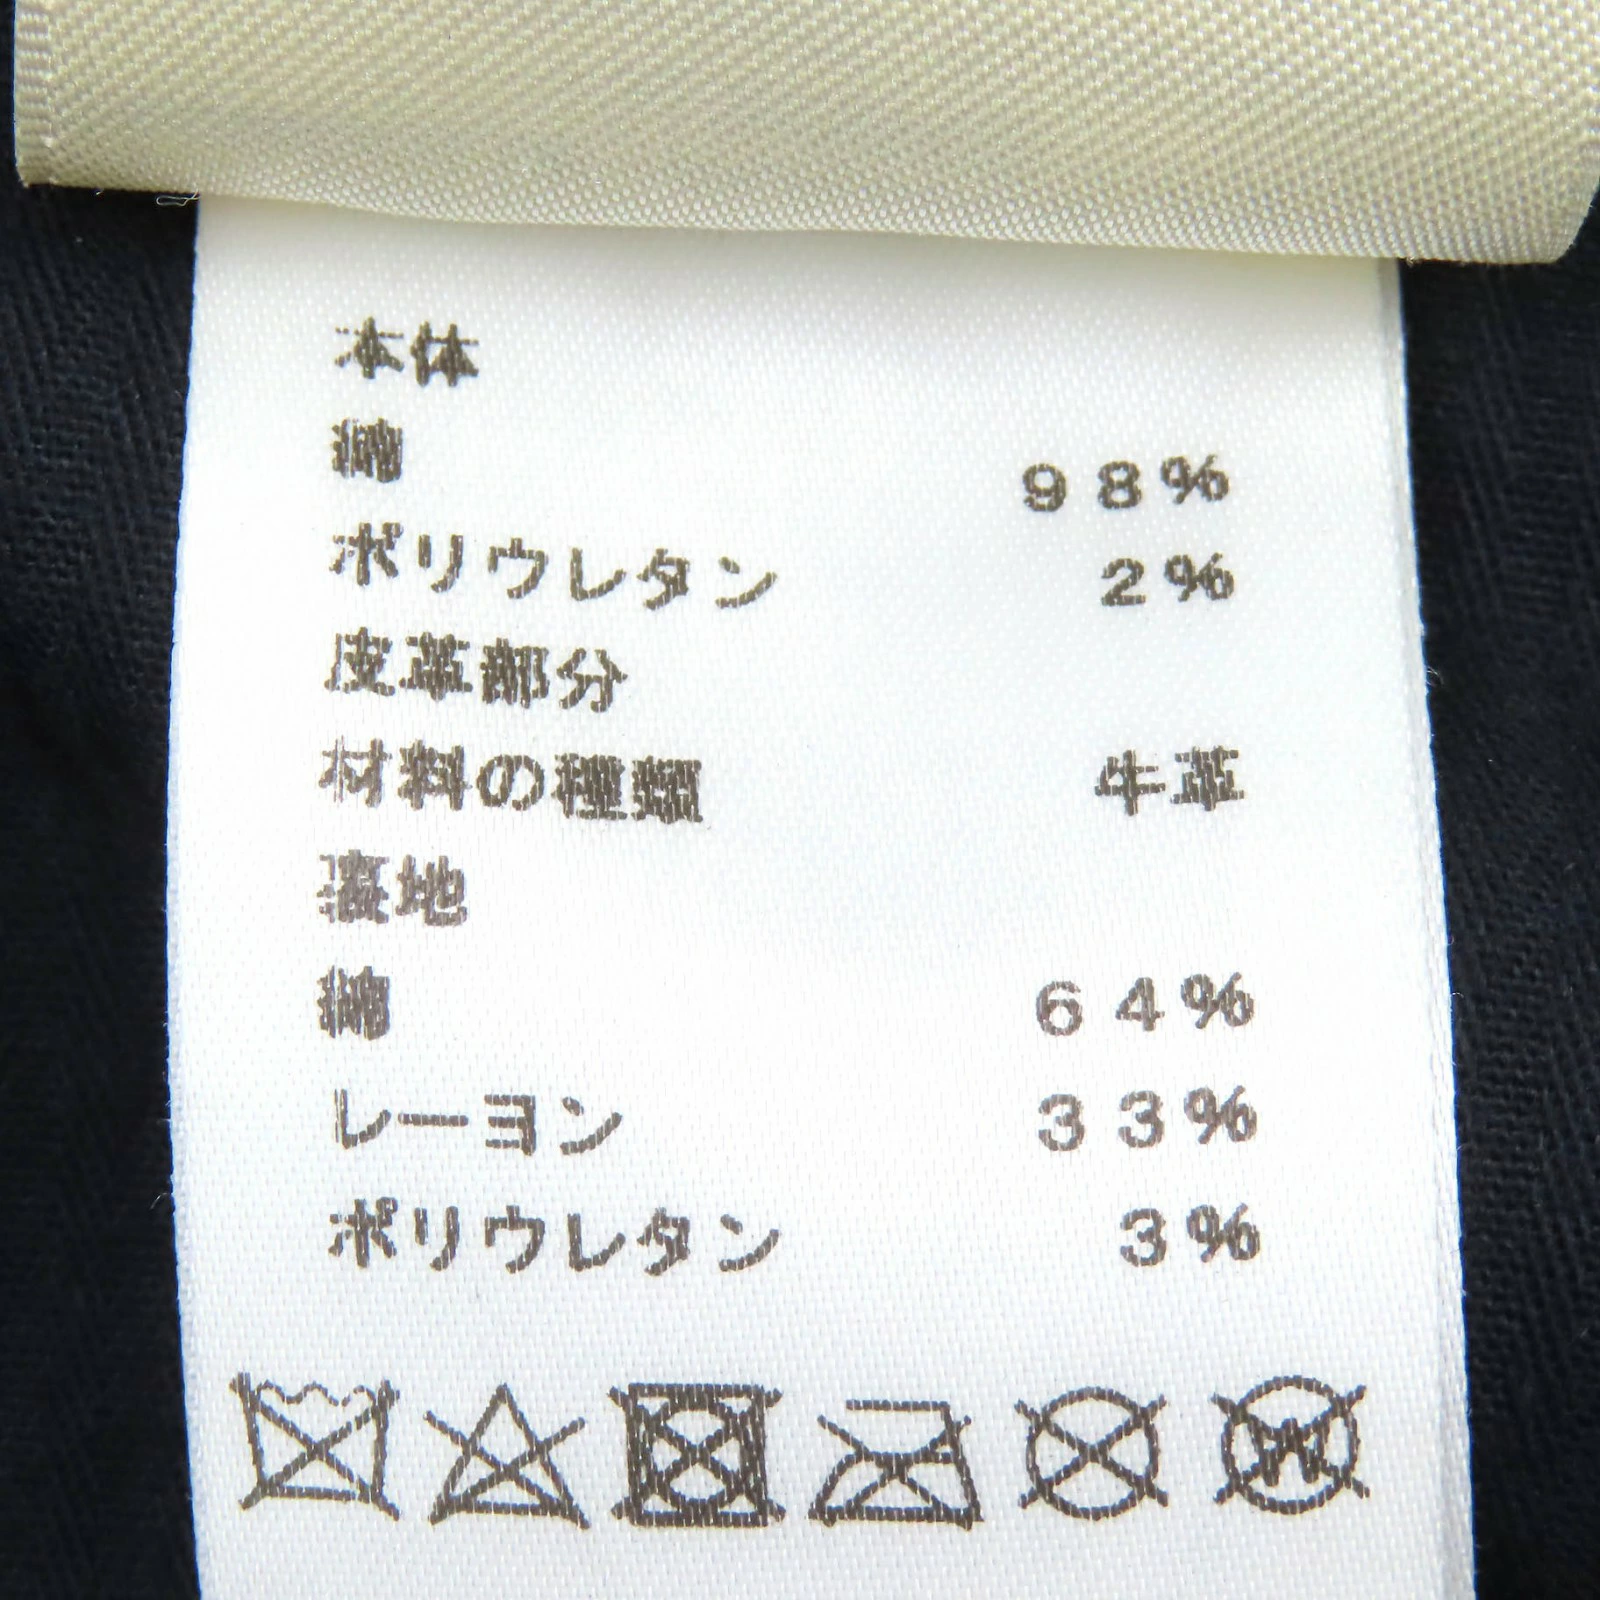 本体
綿 98%
ポリウレタン 2%
皮革部分
材料の種類 牛革
裏地
綿 64%
レーヨン 33%
ポリウレタン 3%
W